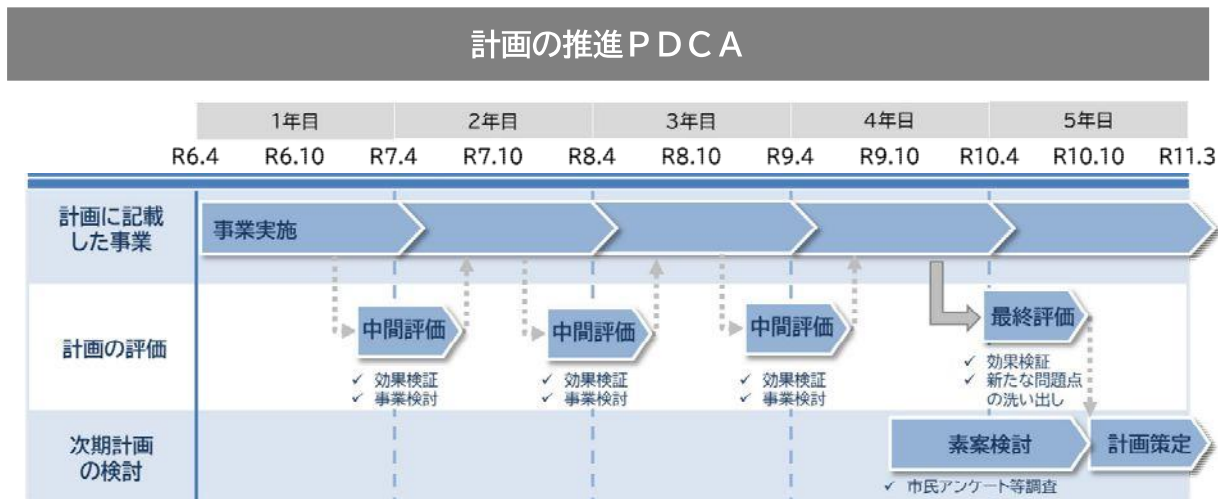 計画の推進ＰＤＣＡ
1年目 2年目 3年目 4年目 5年目
R6.4 R6.10 R7.4 R7.10 R8.4 R8.10 R9.4 R9.10 R10.4 R10.10 R11.3
計画に記載
した事業
事業実施
計画の評価
中間評価
✓ 効果検証
✓ 事業検討
中間評価
✓ 効果検証
✓ 事業検討
中間評価
✓ 効果検証
✓ 事業検討
最終評価
✓ 効果検証
✓ 新たな問題点
の洗い出し
次期計画
の検討
素案検討
計画策定
✓ 市民アンケート等調査